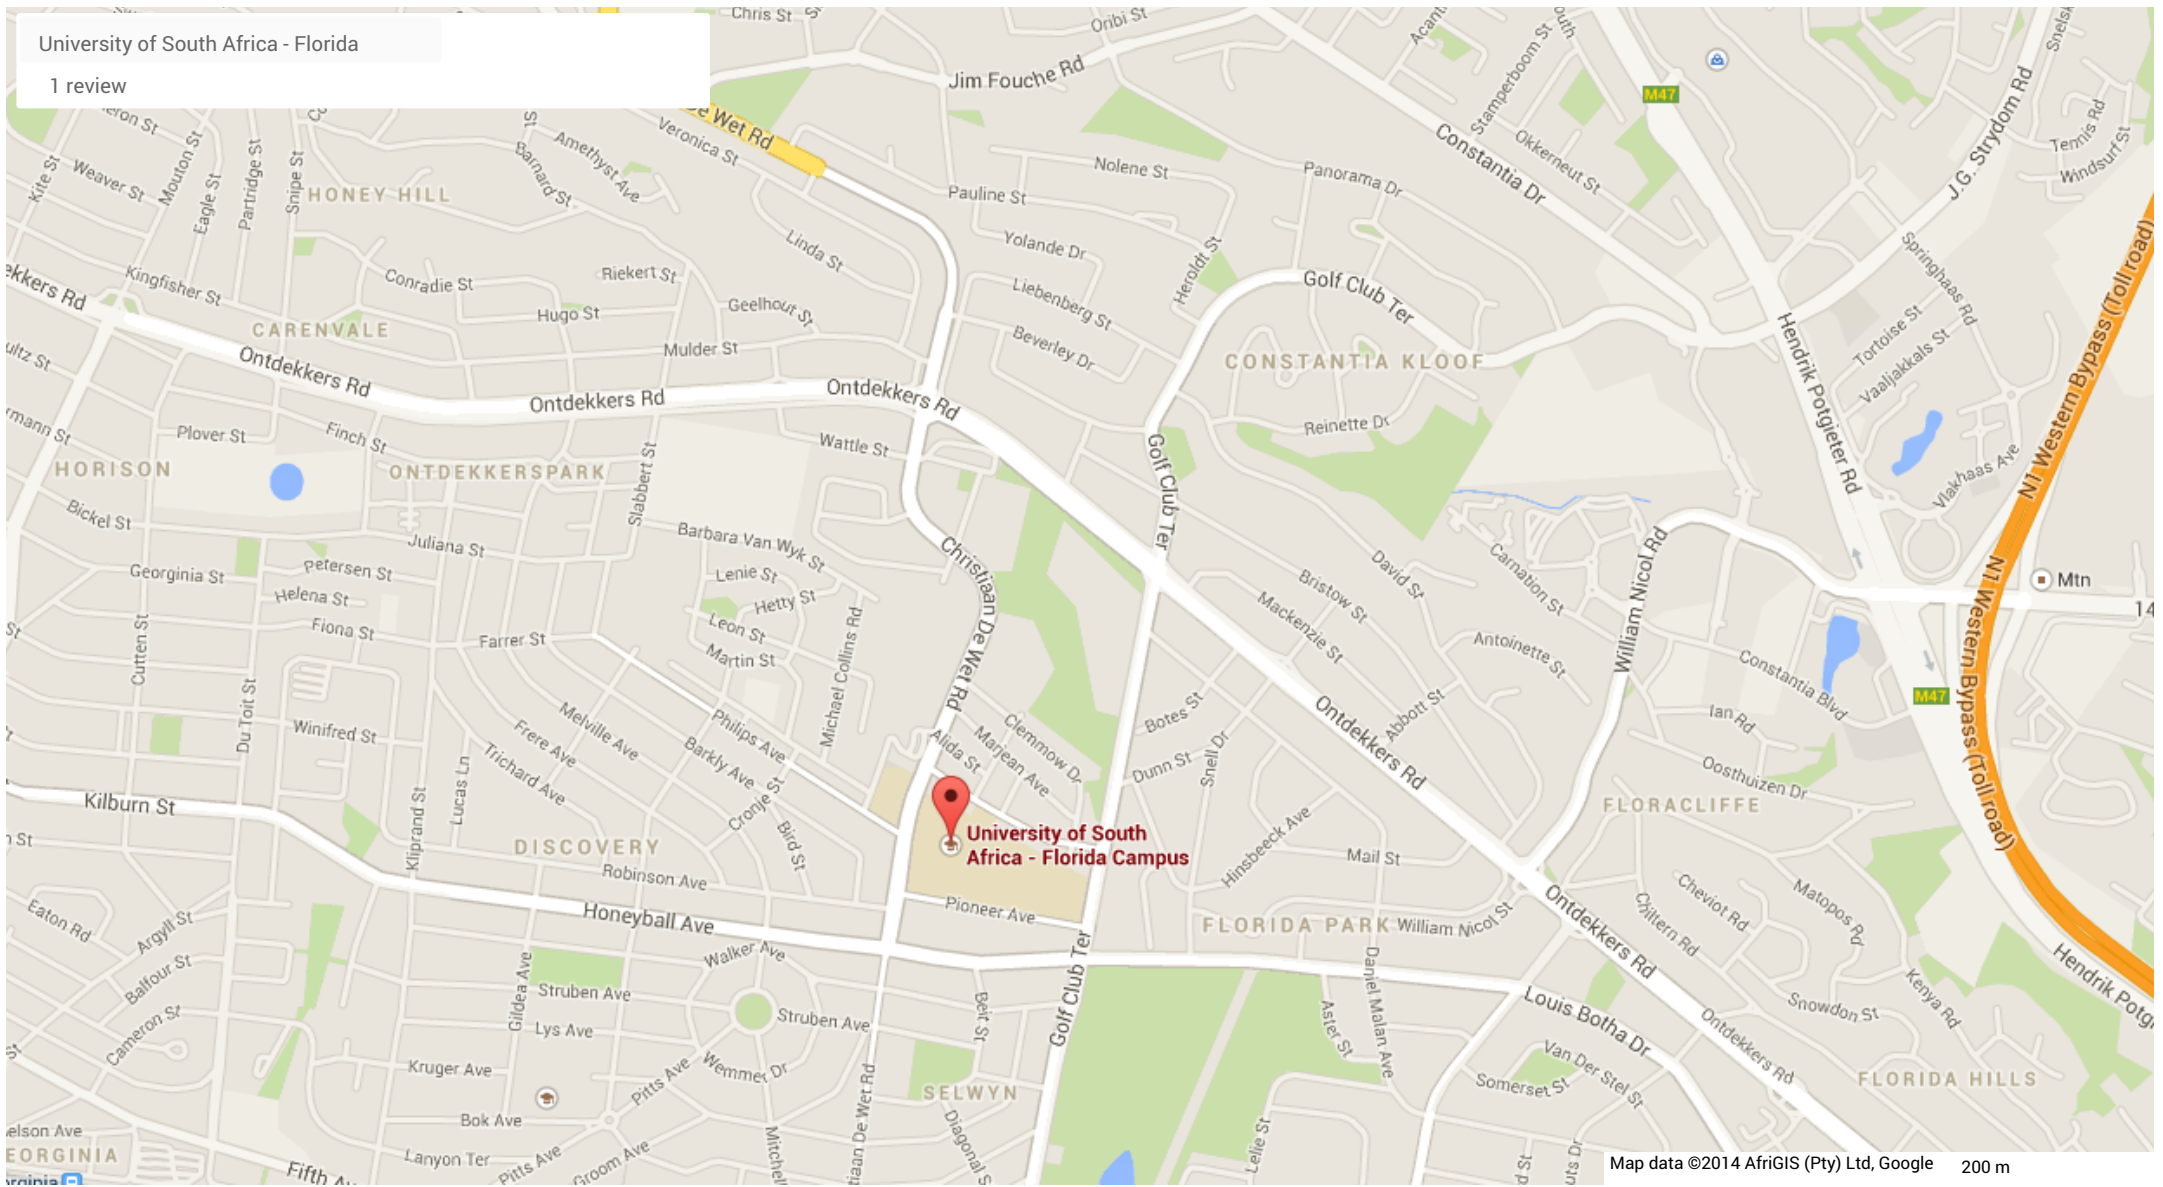 University of South Africa - Florida
1 review
Chris St
Oribi St
Jim Fouche Rd
Stamperboom St
M47
J.G. Strydom Rd
Tennis Rd
Windsurf St
De Wet Rd
Veronica St
Amethyst Ave
Barnard St
Constantia Dr
Okkerneut St
Kite St
Weaver St
Mouton St
Eagle St
Partridge St
Snipe St
HONEY HILL
Nolene St
Panorama Dr
Pauline St
Yolande Dr
Heroldt St
Linda St
Kingfisher St
Conradie St
Riekert St
Hugo St
Geelhout St
Liebenberg St
Golf Club Ter
Springhaas Rd
Tortoise St
Vaaljakkals St
Hendrik Potgieter Rd
N1 Western Bypass (Toll road)
CARENVALE
Mulder St
Beverley Dr
CONSTANTIA KLOOF
Ontdekkers Rd
Ontdekkers Rd
Ontdekkers Rd
Reinette Dr
Plover St
Finch St
Wattle St
Golf Club Ter
HORISON
ONTDEKKERSPARK
Slabbert St
Vlakhaas Ave
Bickel St
Juliana St
Barbara Van Wyk St
Christiaan De Wet Rd
David St
Carnation St
William Nicol Rd
Georginia St
Petersen St
Helena St
Lenie St
Hetty St
Bristow St
Mackenzie St
Mtn
14
Cutten St
Fiona St
Farrer St
Leon St
Martin St
Michael Collins Rd
Antoinette St
Constantia Blvd
M47
N1 Western Bypass (Toll road)
Du Toit St
Winifred St
Melville Ave
Frere Ave
Trichard Ave
Philips Ave
Barkly Ave
Cronje St
Alida St
Marjean Ave
Clemmow Dr
Botes St
Dunn St
Snell Dr
Ontdekkers Rd
Abbott St
Ian Rd
Oosthuizen Dr
Kilburn St
Kliprand St
Lucas Ln
DISCOVERY
Bird St
University of South
Africa - Florida Campus
Hinsbeeck Ave
Mail St
FLORACLIFFE
Robinson Ave
Honeyball Ave
Pioneer Ave
FLORIDA PARK
William Nicol St
Ontdekkers Rd
Cheviot Rd
Chiltern Rd
Matopos Rd
Eaton Rd
Argyll St
Balfour St
Cameron St
Gildea Ave
Walker Ave
Struben Ave
Struben Ave
Lys Ave
Beit St
Golf Club Ter
Aster St
Daniel Malan Ave
Louis Botha Dr
Ontdekkers Rd
Snowdon St
Kenya Rd
Kruger Ave
Pitts Ave
Wemmer Dr
SELWYN
Van Der Stel St
Somerset St
FLORIDA HILLS
Bok Ave
Lanyon Ter
Pitts Ave
Groom Ave
Lelie St
Map data ©2014 AfriGIS (Pty) Ltd, Google
200 m